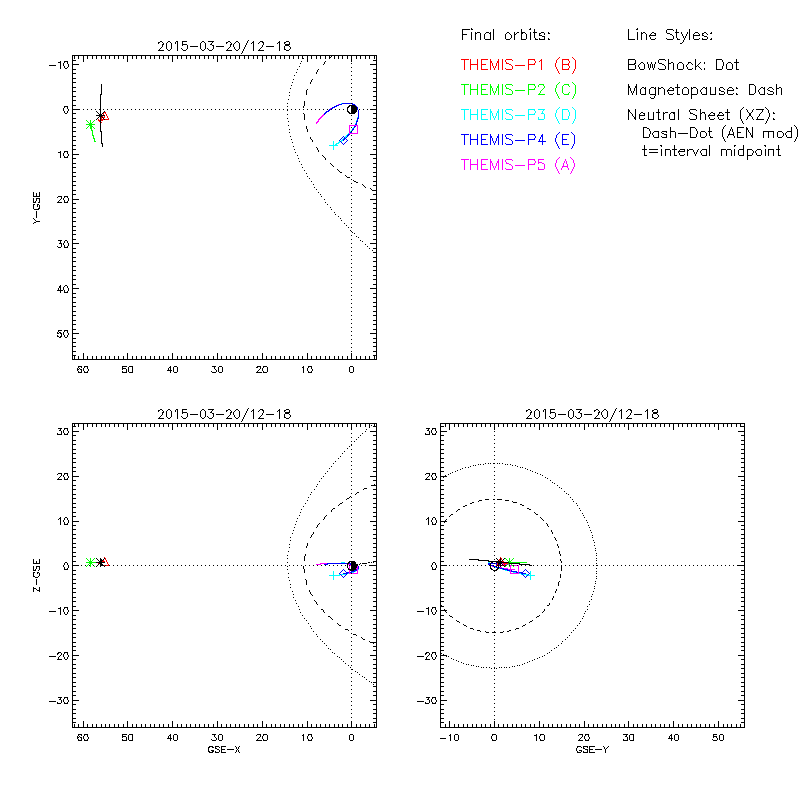 Final orbits:
Line Styles:
THEMIS-P1 (B)
BowShock: Dot
THEMIS-P2 (C)
Magnetopause: Dash
THEMIS-P3 (D)
Neutral Sheet (XZ):
Dash-Dot (AEN mod)
THEMIS-P4 (E)
t=interval midpoint
THEMIS-P5 (A)
2015-03-20/12-18
-10
0
10
20
30
40
50
Y-GSE
60 50 40 30 20 10 0
2015-03-20/12-18
30
20
10
0
-10
-20
-30
Z-GSE
60 50 40 30 20 10 0
GSE-X
2015-03-20/12-18
30
20
10
0
-10
-20
-30
-10 0 10 20 30 40 50
GSE-Y